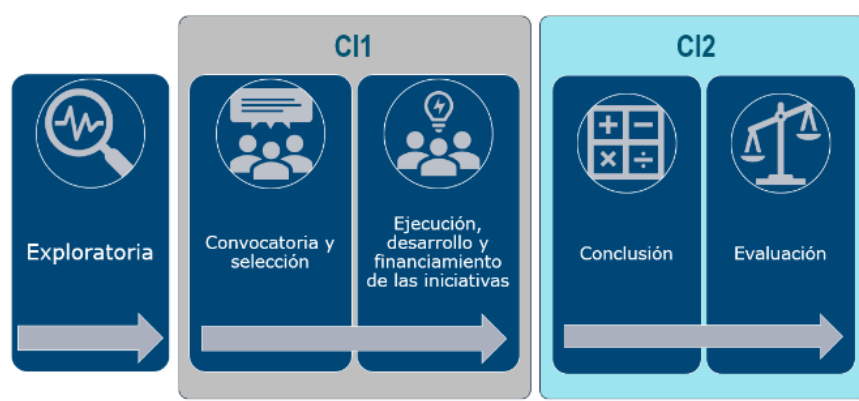 CI1
CI2
Exploratoria
Convocatoria y
selección
Ejecución,
desarrollo y
financiamiento
de las iniciativas
Conclusión
Evaluación